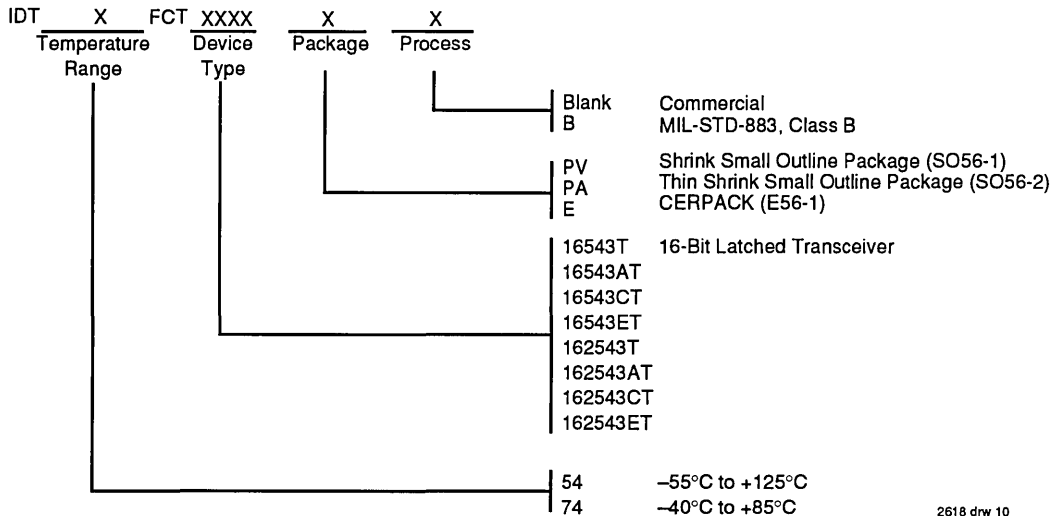 IDT X FCT XXXX X X
Temperature Range Device Type Package Process
Blank Commercial
B MIL-STD-883, Class B
PV Shrink Small Outline Package (SO56-1)
PA Thin Shrink Small Outline Package (SO56-2)
E CERPACK (E56-1)
16543T 16-Bit Latched Transceiver
16543AT
16543CT
16543ET
162543T
162543AT
162543CT
162543ET
54 –55°C to +125°C
74 –40°C to +85°C
2618 drw 10